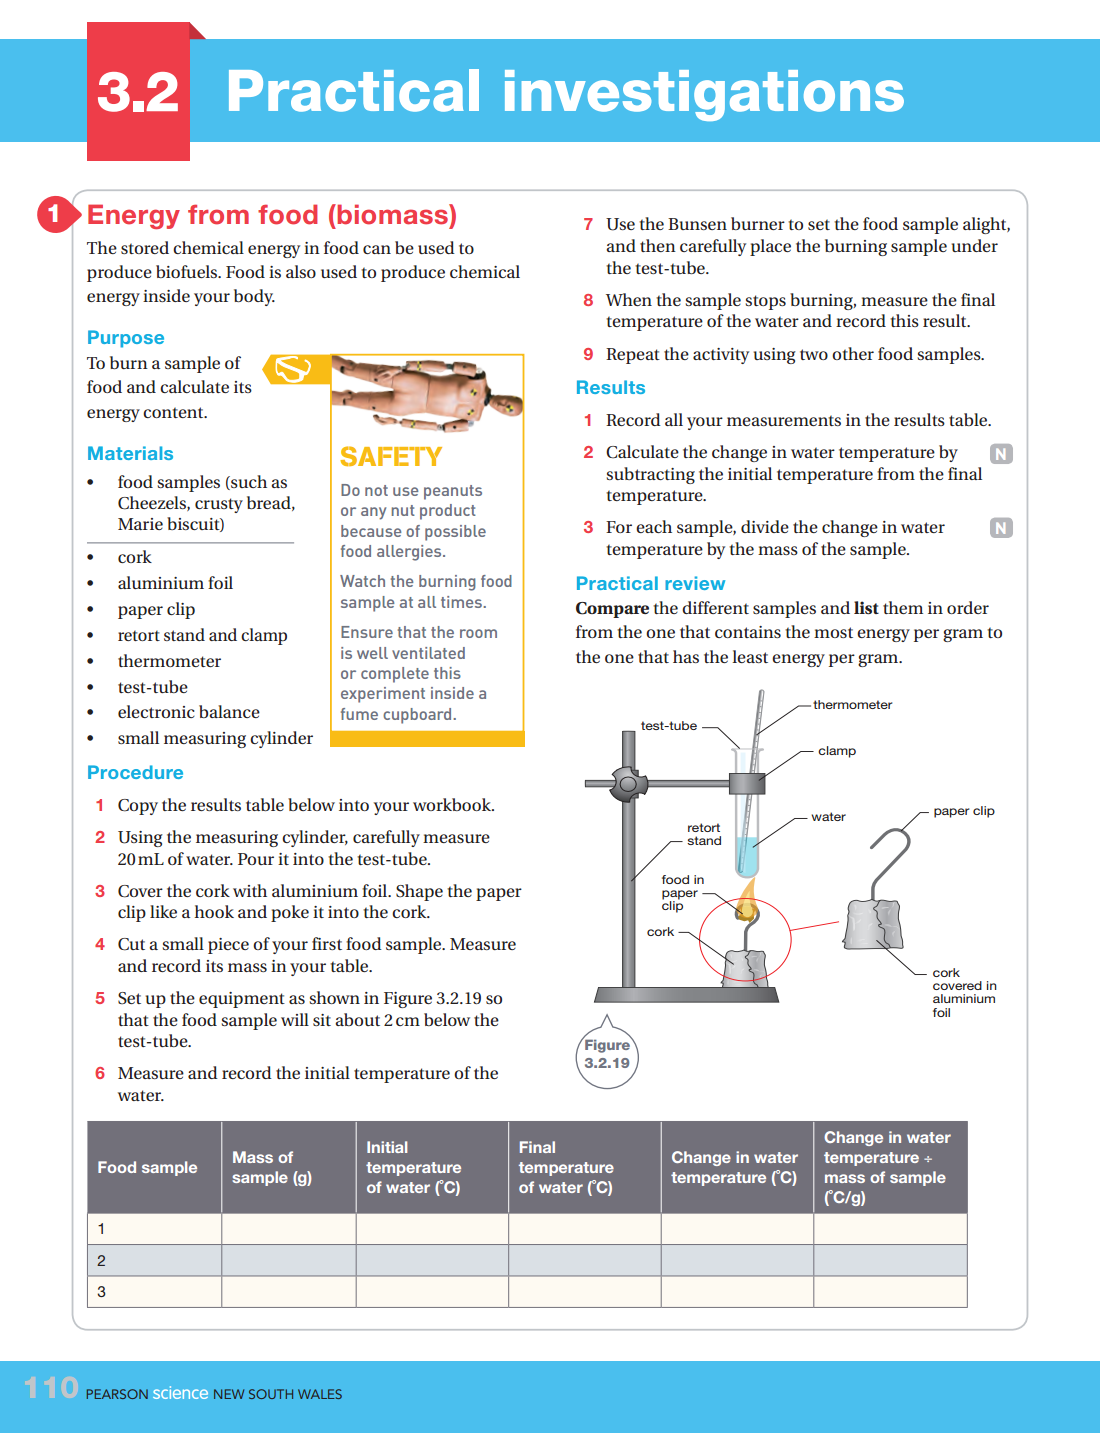 3.2
Practical investigations
1
Energy from food (biomass)
The stored chemical energy in food can be used to
produce biofuels. Food is also used to produce chemical
energy inside your body.
Purpose
To burn a sample of
food and calculate its
energy content.
Materials
• food samples (such as
Cheezels, crusty bread,
Marie biscuit)
• cork
• aluminium foil
• paper clip
• retort stand and clamp
• thermometer
• test-tube
• electronic balance
• small measuring cylinder
SAFETY
Do not use peanuts
or any nut product
because of possible
food allergies.
Watch the burning food
sample at all times.
Ensure that the room
is well ventilated
or complete this
experiment inside a
fume cupboard.
Procedure
1 Copy the results table below into your workbook.
2 Using the measuring cylinder, carefully measure
20 mL of water. Pour it into the test-tube.
3 Cover the cork with aluminium foil. Shape the paper
clip like a hook and poke it into the cork.
4 Cut a small piece of your first food sample. Measure
and record its mass in your table.
5 Set up the equipment as shown in Figure 3.2.19 so
that the food sample will sit about 2 cm below the
test-tube.
6 Measure and record the initial temperature of the
water.
7 Use the Bunsen burner to set the food sample alight,
and then carefully place the burning sample under
the test-tube.
8 When the sample stops burning, measure the final
temperature of the water and record this result.
9 Repeat the activity using two other food samples.
Results
1 Record all your measurements in the results table.
2 Calculate the change in water temperature by N
subtracting the initial temperature from the final
temperature.
3 For each sample, divide the change in water N
temperature by the mass of the sample.
Practical review
Compare the different samples and list them in order
from the one that contains the most energy per gram to
the one that has the least energy per gram.
thermometer
test-tube
clamp
water
paper clip
retort
stand
food in
paper
clip
cork
cork
covered in
aluminium
foil
Figure
3.2.19
Food sample
Mass of
sample (g)
Initial
temperature
of water (°C)
Final
temperature
of water (°C)
Change in water
temperature (°C)
Change in water
temperature ÷
mass of sample
(°C/g)
1
2
3
110 PEARSON science NEW SOUTH WALES